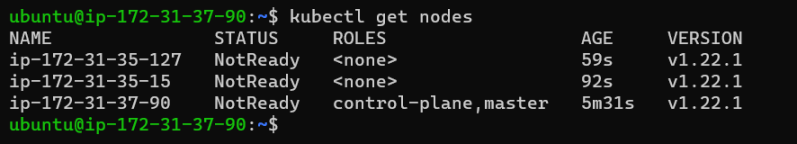 ubuntu@ip-172-31-37-90:~$ kubectl get nodes
NAME STATUS ROLES AGE VERSION
ip-172-31-35-127 NotReady <none> 59s v1.22.1
ip-172-31-35-15 NotReady <none> 92s v1.22.1
ip-172-31-37-90 NotReady control-plane,master 5m31s v1.22.1
ubuntu@ip-172-31-37-90:~$